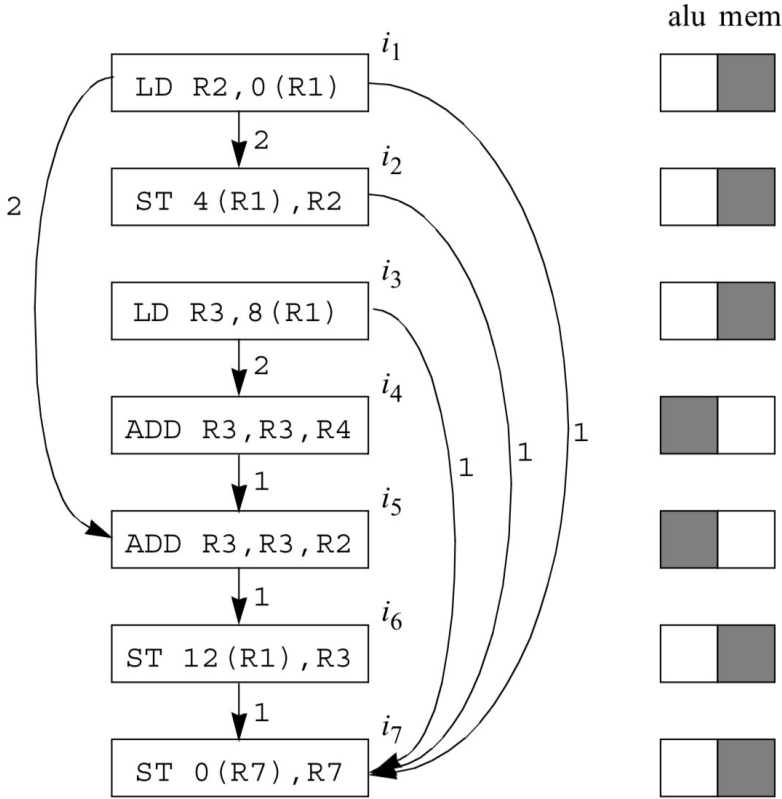 alu mem
i1
LD R2,0(R1)
2
i2
2
ST 4(R1),R2
i3
LD R3,8(R1)
2
i4
ADD R3,R3,R4
1
1
1
1
i5
ADD R3,R3,R2
1
i6
ST 12(R1),R3
1
i7
ST 0(R7),R7